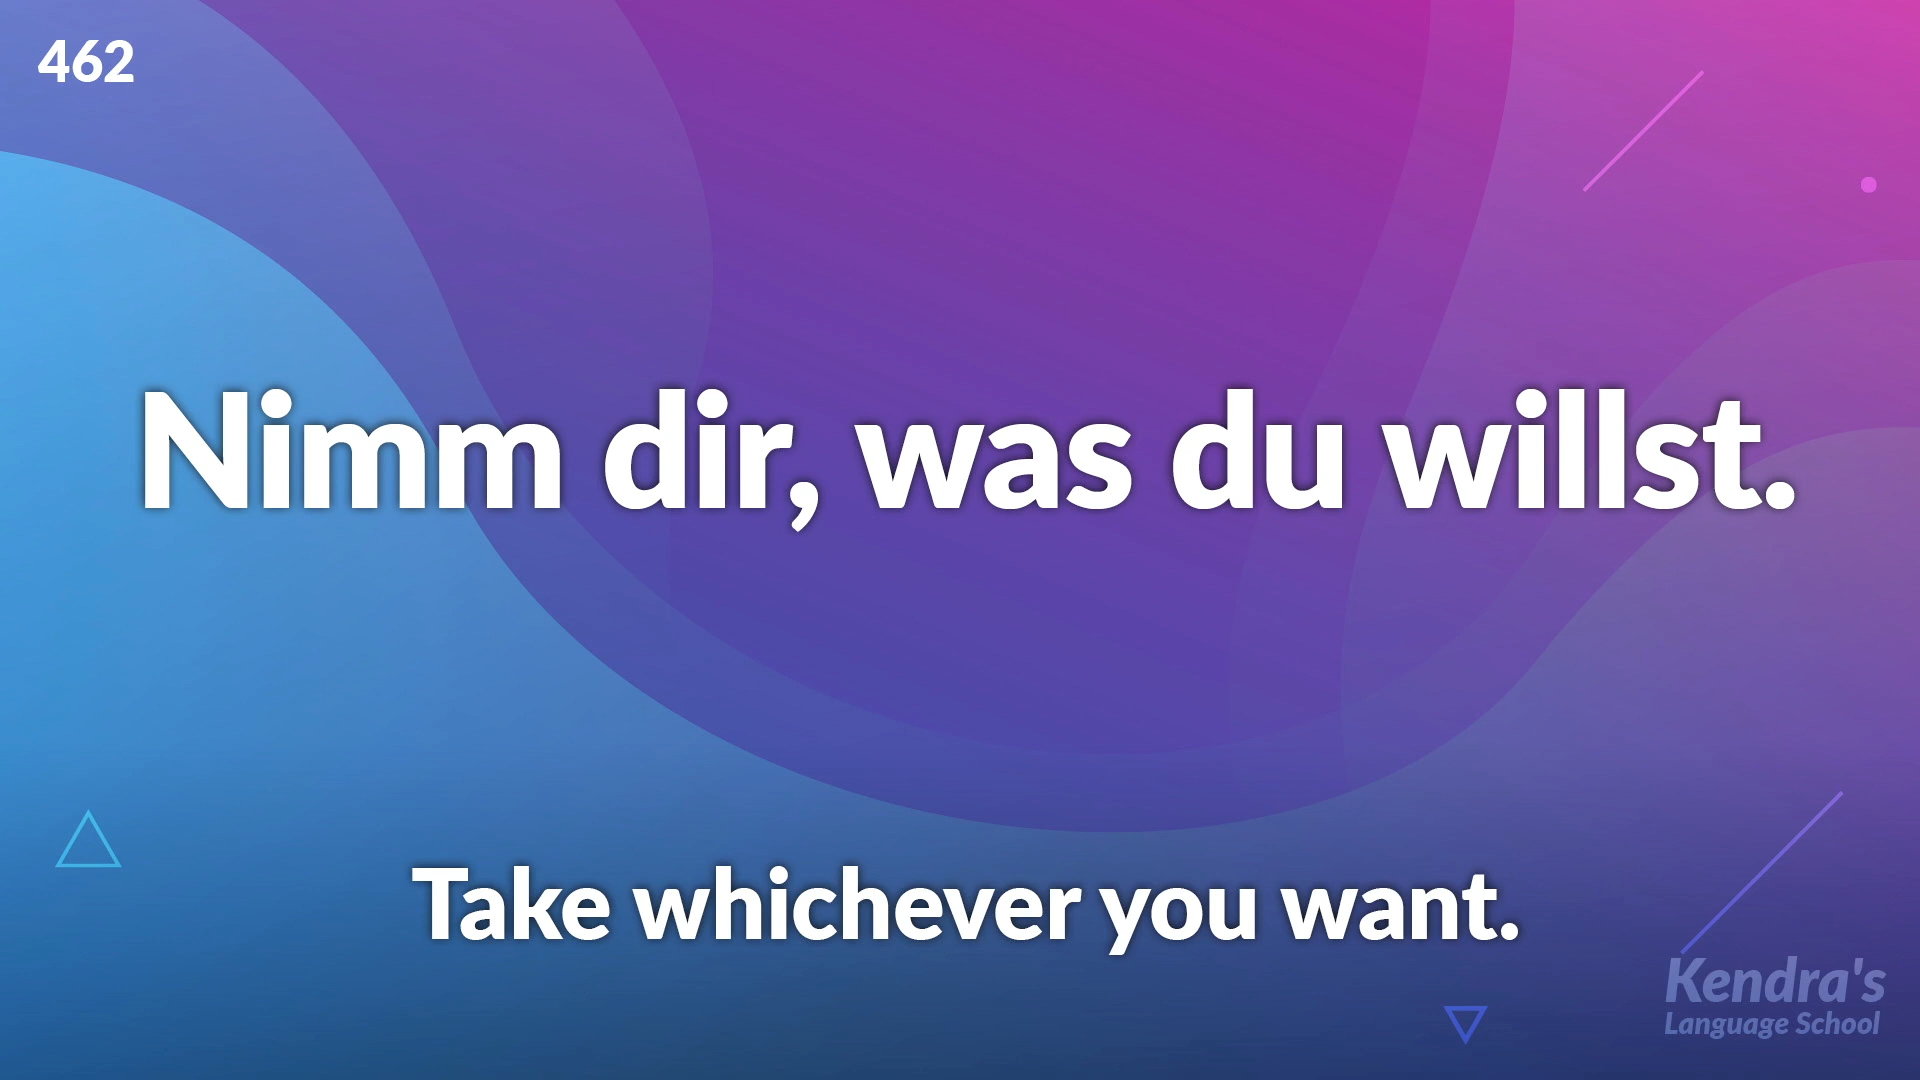 462
Nimm dir, was du willst.
Take whichever you want.
Kendra's
Language School